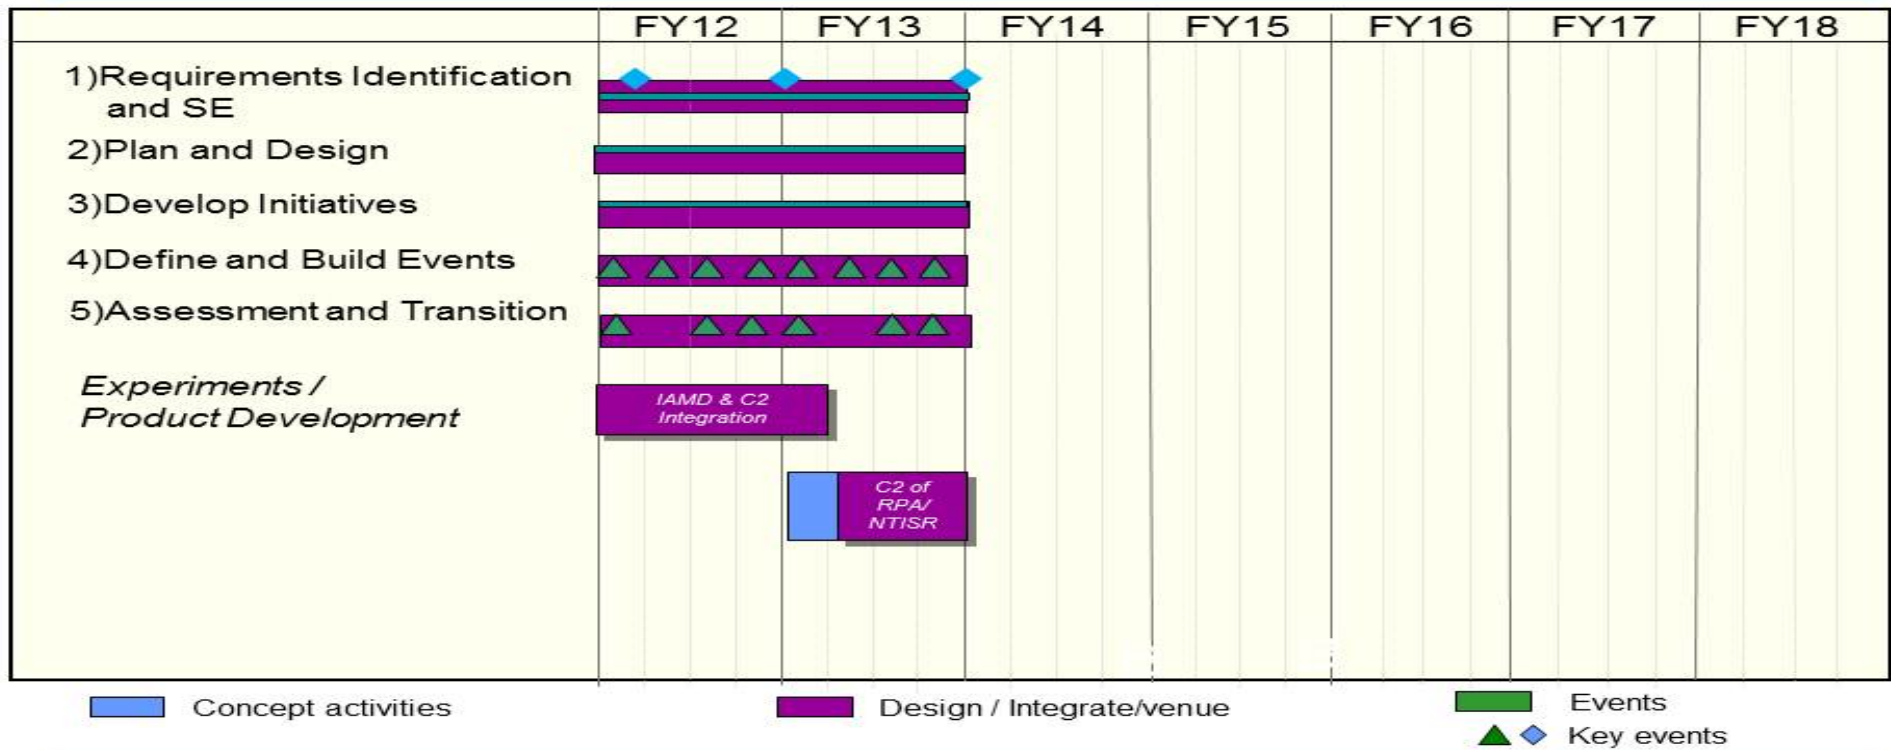 FY12 FY13 FY14 FY15 FY16 FY17 FY18
1)Requirements Identification
and SE
2)Plan and Design
3)Develop Initiatives
4)Define and Build Events
5)Assessment and Transition
Experiments /
Product Development
IAMD & C2
Integration
C2 of
RPA/
NTISR
Concept activities
Design / Integrate/venue
Events
Key events